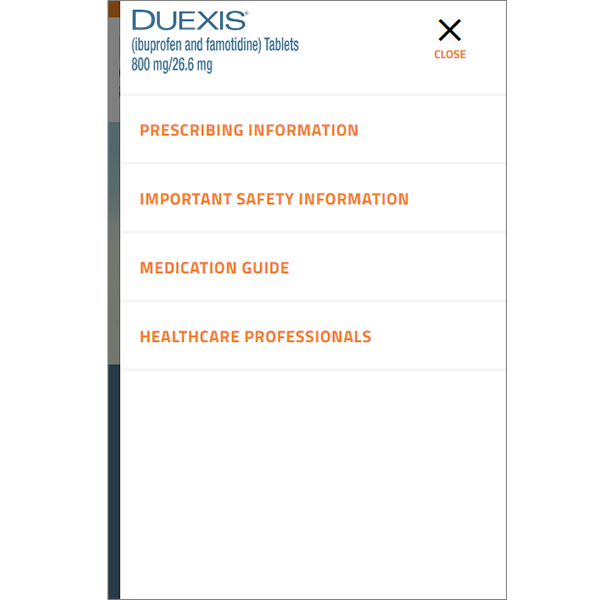 DUEXIS®
(ibuprofen and famotidine) Tablets
800 mg/26.6 mg
CLOSE
PRESCRIBING INFORMATION
IMPORTANT SAFETY INFORMATION
MEDICATION GUIDE
HEALTHCARE PROFESSIONALS